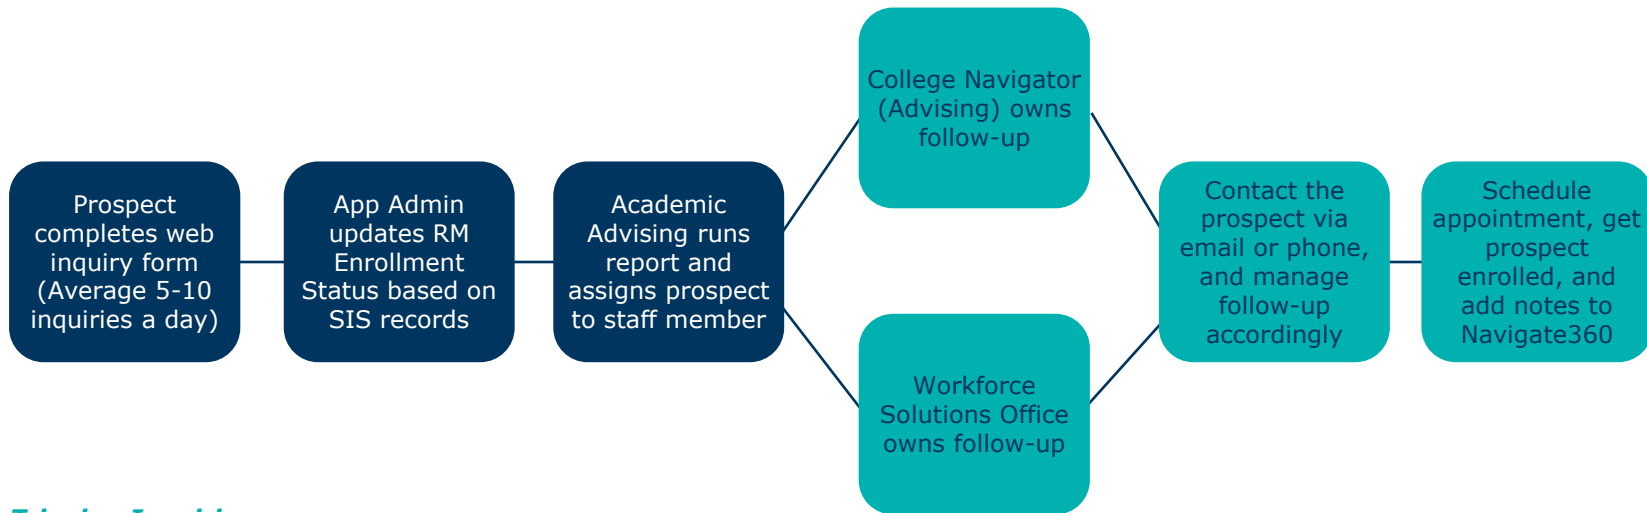 Prospect
completes web
inquiry form
(Average 5-10
inquiries a day)
App Admin
updates RM
Enrollment
Status based on
SIS records
Academic
Advising runs
report and
assigns prospect
to staff member
College Navigator
(Advising) owns
follow-up
Workforce
Solutions Office
owns follow-up
Contact the
prospect via
email or phone,
and manage
follow-up
accordingly
Schedule
appointment, get
prospect
enrolled, and
add notes to
Navigate360